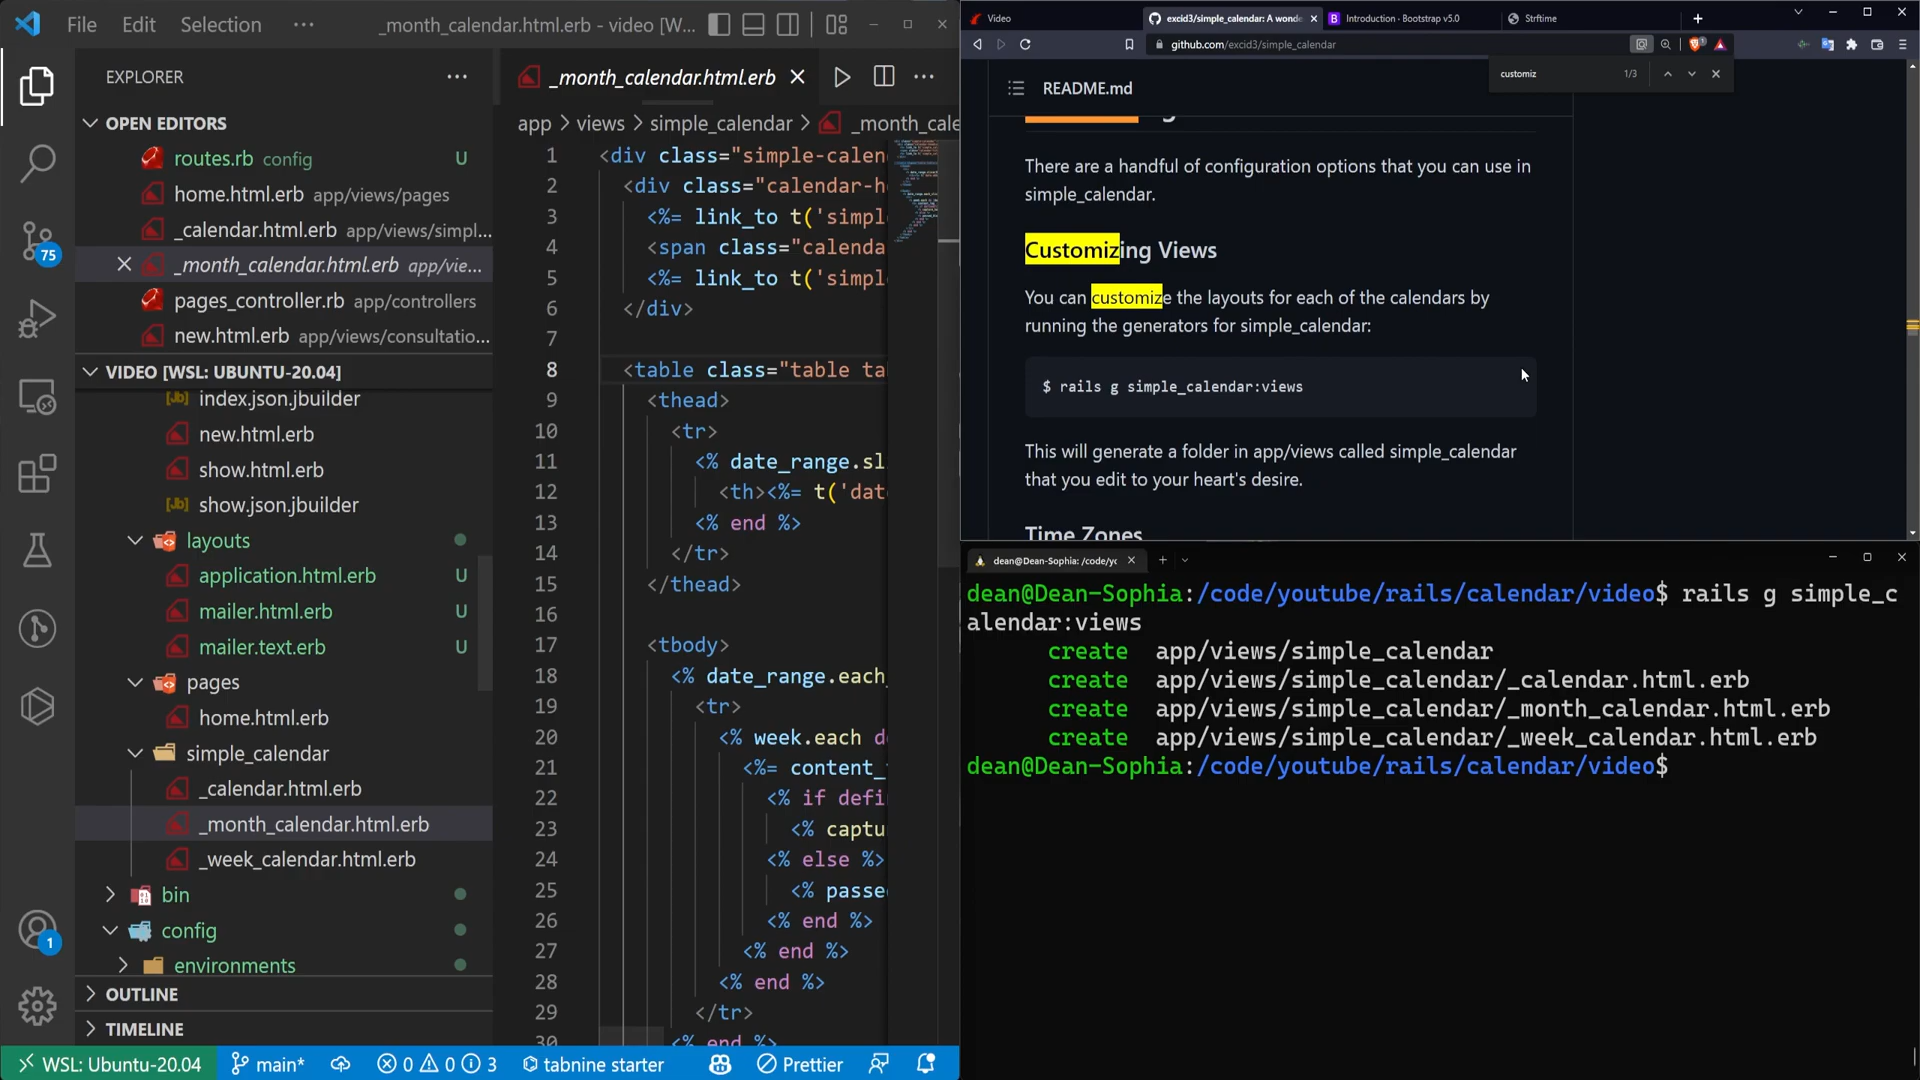 File Edit Selection ··· _month_calendar.html.erb - video [W...
EXPLORER ···
OPEN EDITORS
routes.rb config U
home.html.erb app/views/pages
_calendar.html.erb app/views/simpl...
_month_calendar.html.erb app/vie...
pages_controller.rb app/controllers
new.html.erb app/views/consultatio...
VIDEO [WSL: UBUNTU-20.04]
index.json.jbuilder
new.html.erb
show.html.erb
show.json.jbuilder
layouts
application.html.erb U
mailer.html.erb U
mailer.text.erb U
pages
home.html.erb
simple_calendar
_calendar.html.erb
_month_calendar.html.erb
_week_calendar.html.erb
bin
config
environments
OUTLINE
TIMELINE
75
1
_month_calendar.html.erb
app > views > simple_calendar > _month_cale
1 <div class="simple-calen
2 <div class="calendar-he
3 <%= link_to t('simpl
4 <span class="calenda
5 <%= link_to t('simpl
6 </div>
7
8 <table class="table ta
9 <thead>
10 <tr>
11 <% date_range.sl
12 <th><%= t('dat
13 <% end %>
14 </tr>
15 </thead>
16
17 <tbody>
18 <% date_range.each_
19 <tr>
20 <% week.each d
21 <%= content_
22 <% if defi
23 <% captu
24 <% else %>
25 <% passe
26 <% end %>
27 <% end %>
28 <% end %>
29 </tr>
30 <% end %>
WSL: Ubuntu-20.04 main* 0 0 3 tabnine starter Prettier
Video
excid3/simple_calendar: A wonde
Introduction · Bootstrap v5.0
Strftime
github.com/excid3/simple_calendar
customiz 1/3
README.md
There are a handful of configuration options that you can use in
simple_calendar.
Customizing Views
You can customize the layouts for each of the calendars by
running the generators for simple_calendar:
$ rails g simple_calendar:views
This will generate a folder in app/views called simple_calendar
that you edit to your heart's desire.
Time Zones
dean@Dean-Sophia: /code/yc
dean@Dean-Sophia:/code/youtube/rails/calendar/video$ rails g simple_c
alendar:views
create app/views/simple_calendar
create app/views/simple_calendar/_calendar.html.erb
create app/views/simple_calendar/_month_calendar.html.erb
create app/views/simple_calendar/_week_calendar.html.erb
dean@Dean-Sophia:/code/youtube/rails/calendar/video$